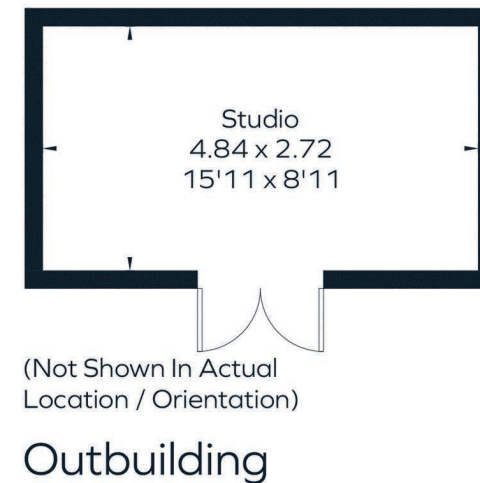 Studio
4.84 x 2.72
15'11 x 8'11
(Not Shown In Actual
Location / Orientation)
Outbuilding